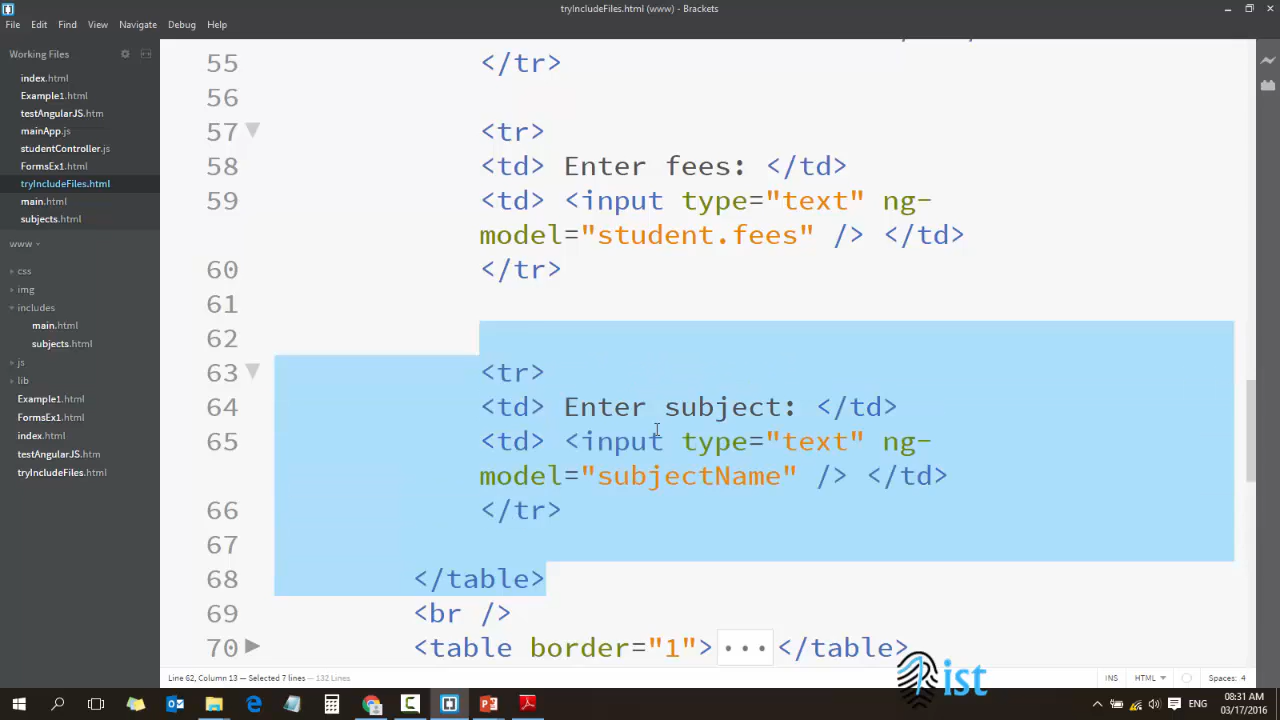 tryIncludeFiles.html (www) - Brackets
File Edit Find View Navigate Debug Help
Working Files
index.html
Example1.html
testAngularJS.htm
mainApp.js
studentController.js
FormsEx1.html
tryIncludeFiles.html
main.html
subjects.html
www
css
img
includes
main.html
subjects.html
js
lib
Example1.html
FormsEx1.html
index.html
testAngularJS.htm
tryIncludeFiles.html
55 </tr>
56
57 <tr>
58 <td> Enter fees: </td>
59 <td> <input type="text" ng-
model="student.fees" /> </td>
60 </tr>
61
62
63 <tr>
64 <td> Enter subject: </td>
65 <td> <input type="text" ng-
model="subjectName" /> </td>
66 </tr>
67
68 </table>
69 <br />
70 <table border="1">...</table>
Line 62, Column 13 — Selected 7 lines — 132 Lines
INS HTML Spaces: 4
ist
ENG
08:31 AM
03/17/2016